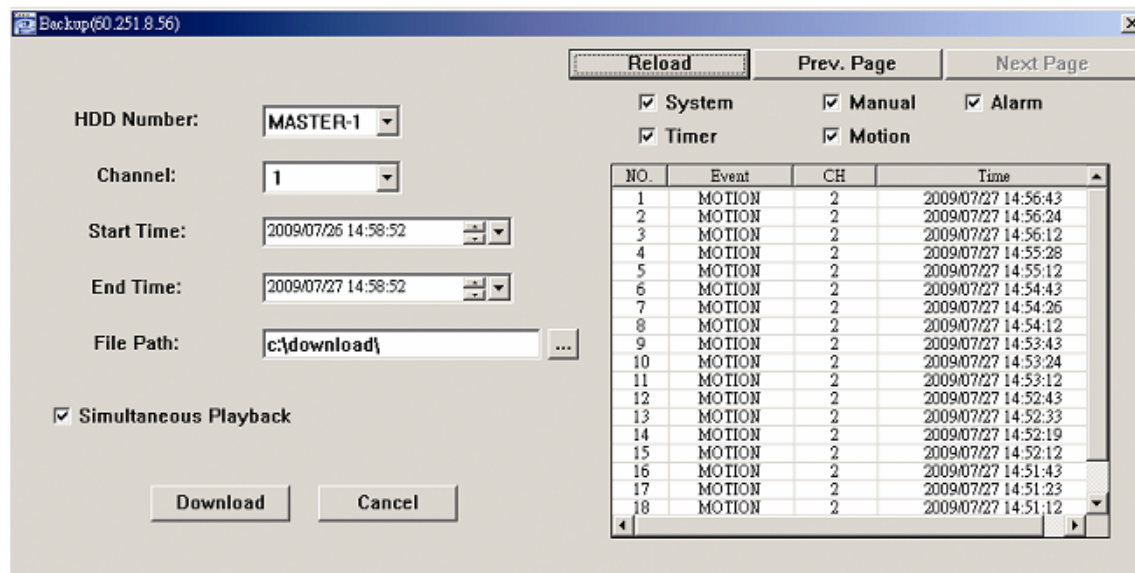 Backup(60.251.8.56)
Reload Prev. Page Next Page
System Manual Alarm
Timer Motion
HDD Number: MASTER-1
Channel: 1
Start Time: 2009/07/26 14:58:52
End Time: 2009/07/27 14:58:52
File Path: c:\download\ ...
Simultaneous Playback
Download Cancel
NO. Event CH Time
1 MOTION 2 2009/07/27 14:56:43
2 MOTION 2 2009/07/27 14:56:24
3 MOTION 2 2009/07/27 14:56:12
4 MOTION 2 2009/07/27 14:55:28
5 MOTION 2 2009/07/27 14:55:12
6 MOTION 2 2009/07/27 14:54:43
7 MOTION 2 2009/07/27 14:54:26
8 MOTION 2 2009/07/27 14:54:12
9 MOTION 2 2009/07/27 14:53:43
10 MOTION 2 2009/07/27 14:53:24
11 MOTION 2 2009/07/27 14:53:12
12 MOTION 2 2009/07/27 14:52:43
13 MOTION 2 2009/07/27 14:52:33
14 MOTION 2 2009/07/27 14:52:19
15 MOTION 2 2009/07/27 14:52:12
16 MOTION 2 2009/07/27 14:51:43
17 MOTION 2 2009/07/27 14:51:23
18 MOTION 2 2009/07/27 14:51:12